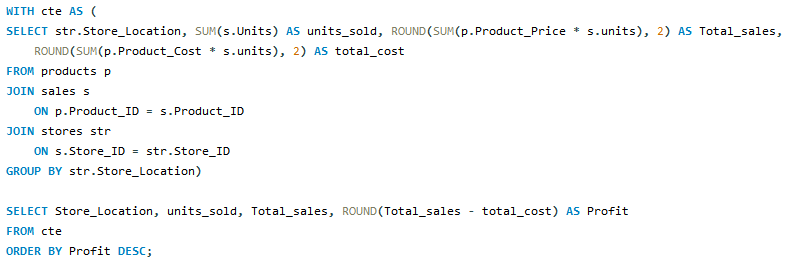 WITH cte AS (
SELECT str.Store_Location, SUM(s.Units) AS units_sold, ROUND(SUM(p.Product_Price * s.units), 2) AS Total_sales,
    ROUND(SUM(p.Product_Cost * s.units), 2) AS total_cost
FROM products p
JOIN sales s
    ON p.Product_ID = s.Product_ID
JOIN stores str
    ON s.Store_ID = str.Store_ID
GROUP BY str.Store_Location)

SELECT Store_Location, units_sold, Total_sales, ROUND(Total_sales - total_cost) AS Profit
FROM cte
ORDER BY Profit DESC;